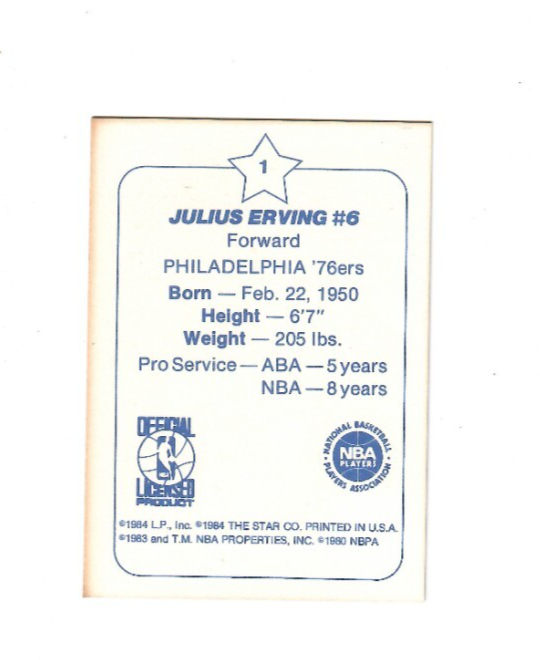 1
JULIUS ERVING #6
Forward
PHILADELPHIA '76ers
Born — Feb. 22, 1950
Height — 6'7"
Weight — 205 lbs.
Pro Service — ABA — 5 years
NBA — 8 years
OFFICIAL
LICENSED
PRODUCT
NATIONAL BASKETBALL
NBA
PLAYERS
PLAYERS ASSOCIATION
©1984 L.P., Inc. ©1984 THE STAR CO. PRINTED IN U.S.A.
©1983 and T.M. NBA PROPERTIES, INC. ©1980 NBPA